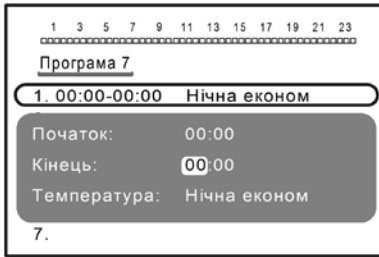 1 3 5 7 9 11 13 15 17 19 21 23
Програма 7
1. 00:00-00:00 Нічна економ
Початок: 00:00
Кінець: 00:00
Температура: Нічна економ
7.